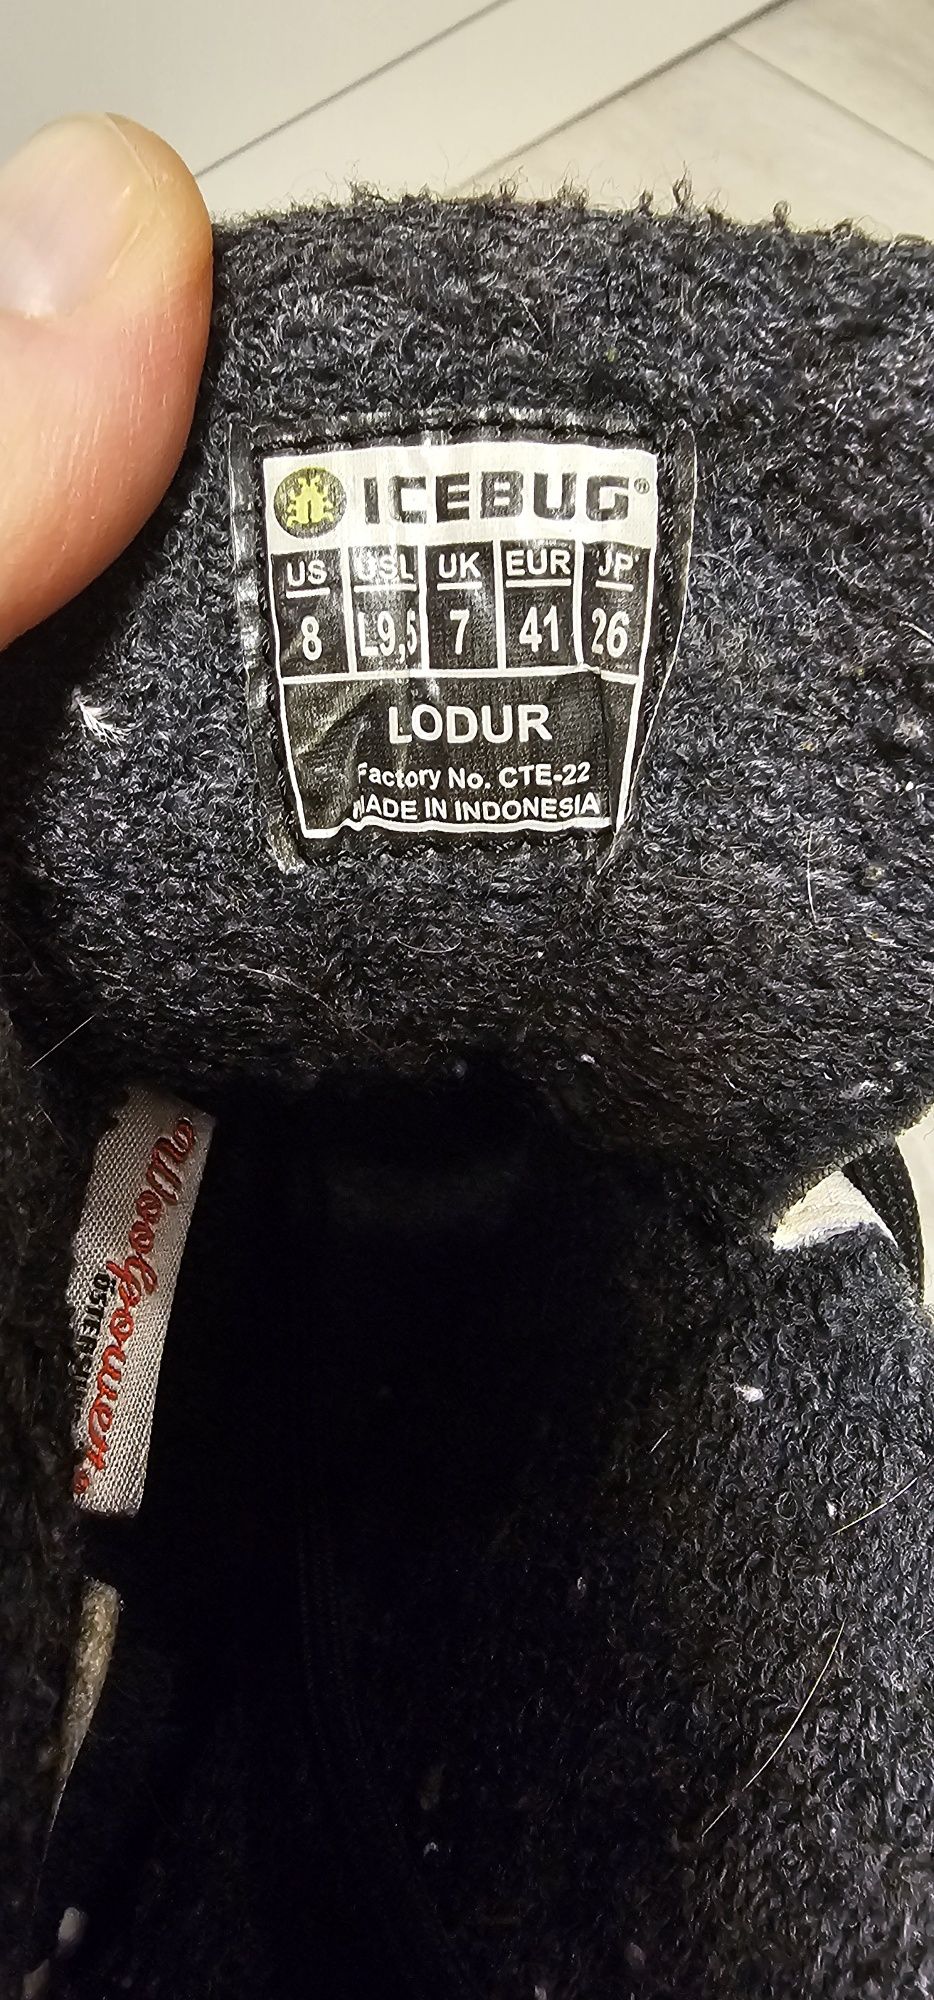 ICEBUG®
US USL UK EUR JP
8 L9,5 7 41 26
LODUR
Factory No. CTE-22
MADE IN INDONESIA
Woolpower®